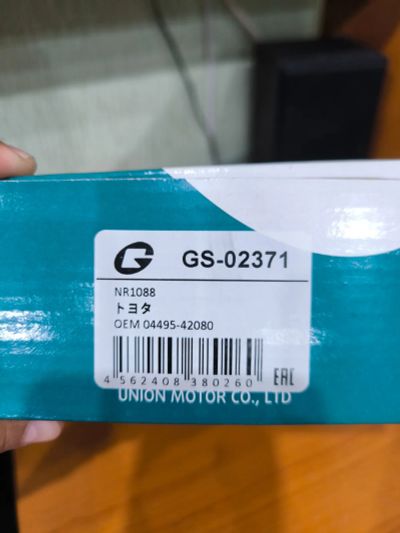 GS-02371
NR1088
トヨタ
OEM 04495-42080
4 562408 380260
EAC
UNION MOTOR CO., LTD